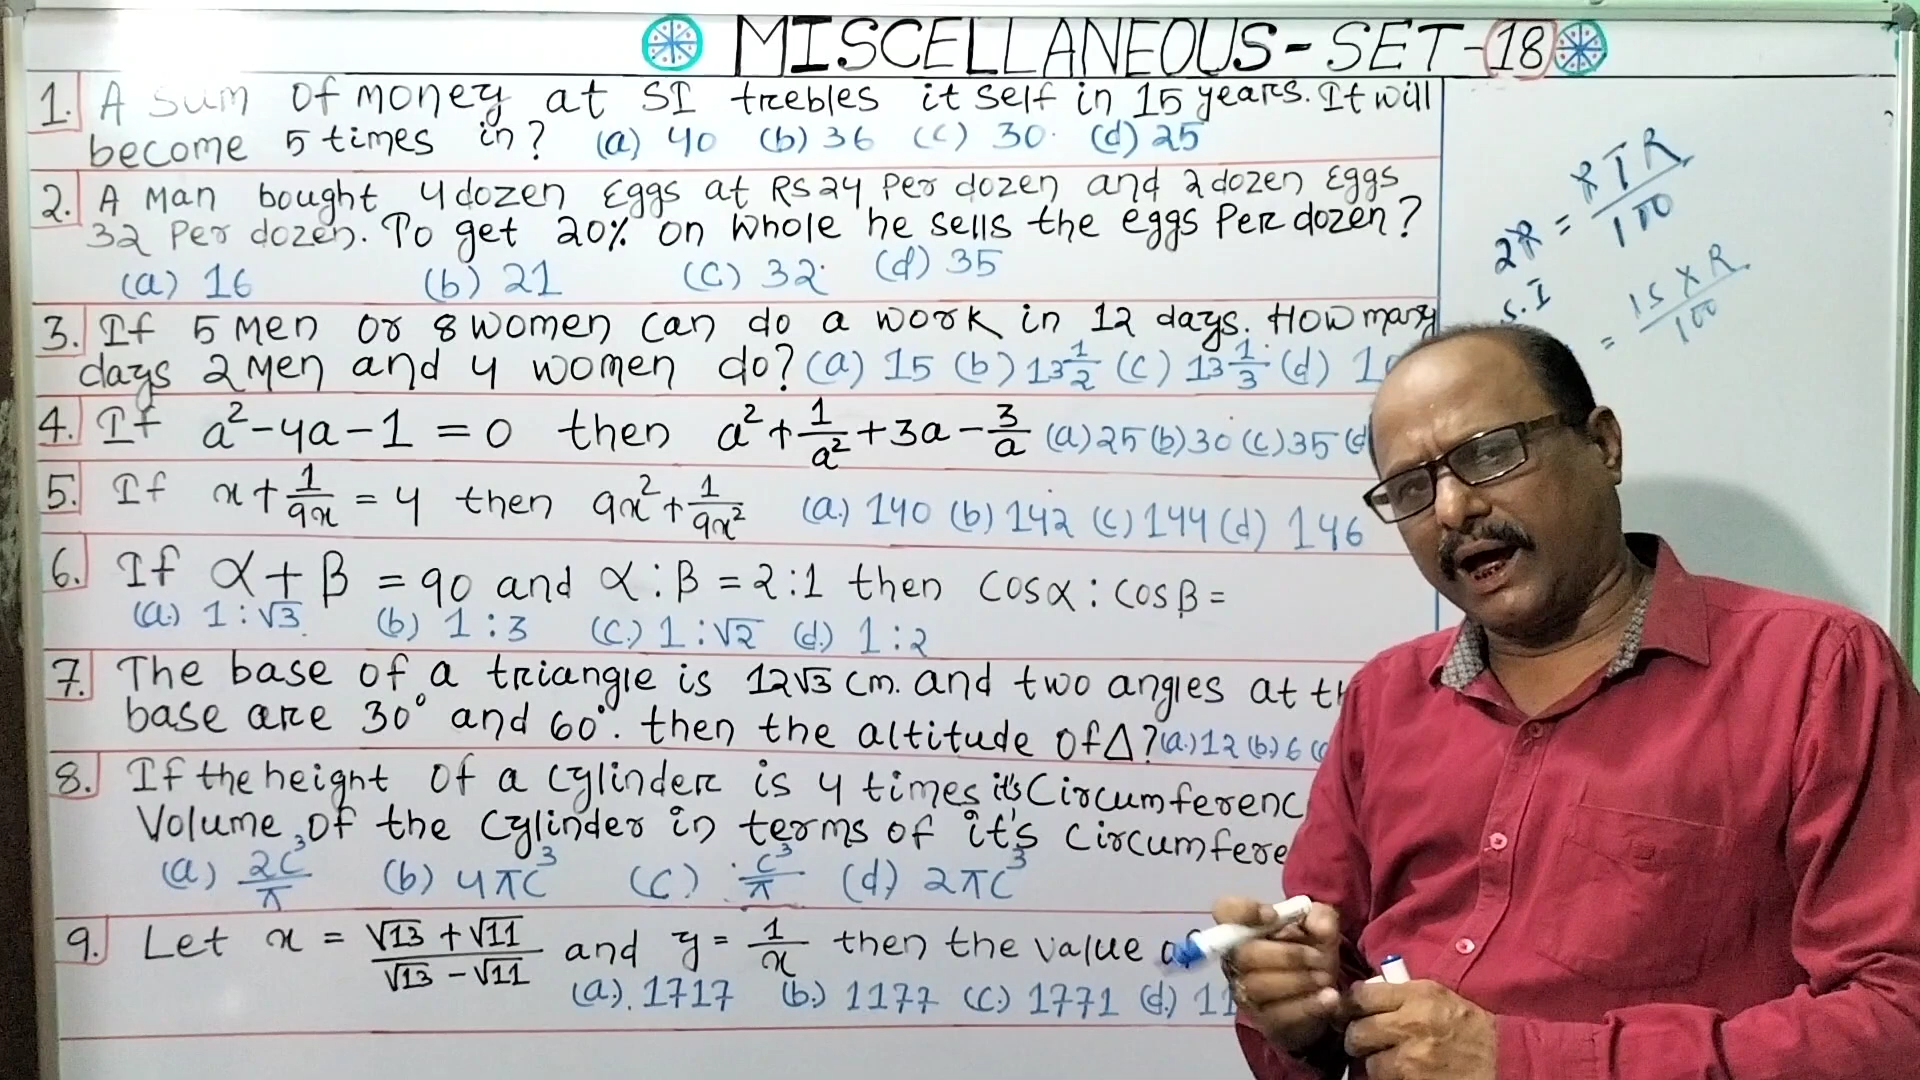 MISCELLANEOUS-SET-18
1. A sum of money at SI trebles it self in 15 years. It will
become 5 times in? (a) 40 (b) 36 (c) 30 (d) 25
2. A Man bought 4 dozen Eggs at RS 24 Per dozen and 2 dozen Eggs
32 Per dozen. To get 20% on whole he sells the eggs Per dozen?
(a) 16 (b) 21 (c) 32 (d) 35
3. If 5 Men or 8 women can do a work in 12 days. How many
days 2 Men and 4 women do? (a) 15 (b) 13 1/2 (c) 13 1/3 (d) 1
4. If a²-4a-1=0 then a²+1/a²+3a-3/a (a) 25 (b) 30 (c) 35 (d
5. If x+1/9x=4 then 9x²+1/9x² (a) 140 (b) 142 (c) 144 (d) 146
6. If α+β=90 and α:β=2:1 then cosα:cosβ=
(a) 1:√3 (b) 1:3 (c) 1:√2 (d) 1:2
7. The base of a triangle is 12√3 cm. and two angles at th
base are 30° and 60°. then the altitude of Δ? (a) 12 (b) 6 (c
8. If the height of a cylinder is 4 times it's Circumferenc
Volume of the cylinder in terms of it's circumfere
(a) 2c³/π (b) 4πc³ (c) c³/π (d) 2πc³
9. Let x = √13+√11/√13-√11 and y=1/x then the value of
(a). 1717 (b.) 1177 (c.) 1771 (d.) 11
2P = PTR/100
S.I
= 15×R/100